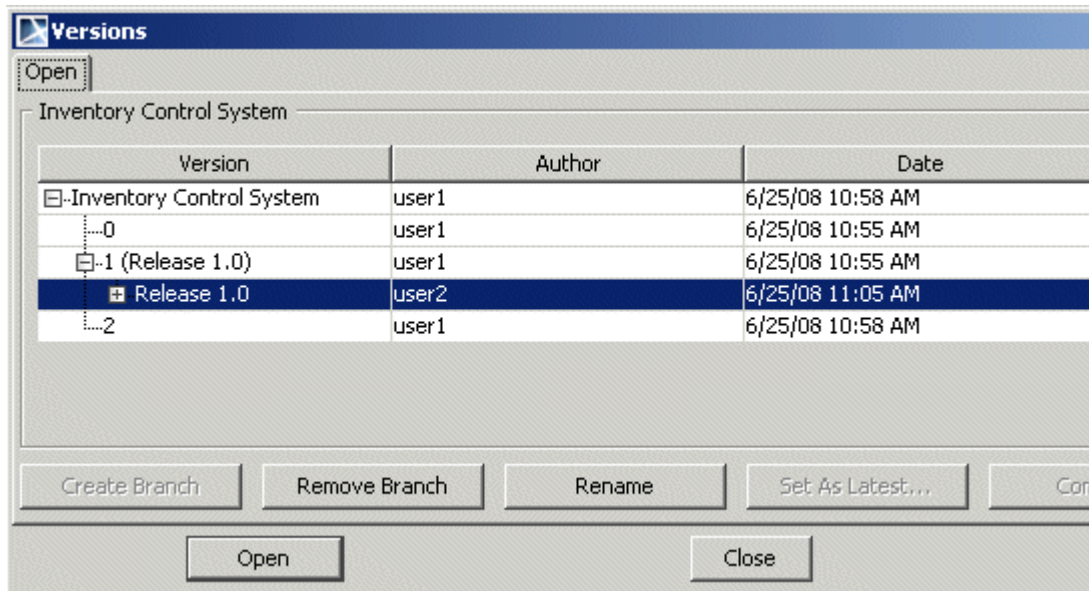 Versions
Open
Inventory Control System
Version Author Date
Inventory Control System user1 6/25/08 10:58 AM
0 user1 6/25/08 10:55 AM
1 (Release 1.0) user1 6/25/08 10:55 AM
Release 1.0 user2 6/25/08 11:05 AM
2 user1 6/25/08 10:58 AM
Create Branch Remove Branch Rename Set As Latest...
Open Close